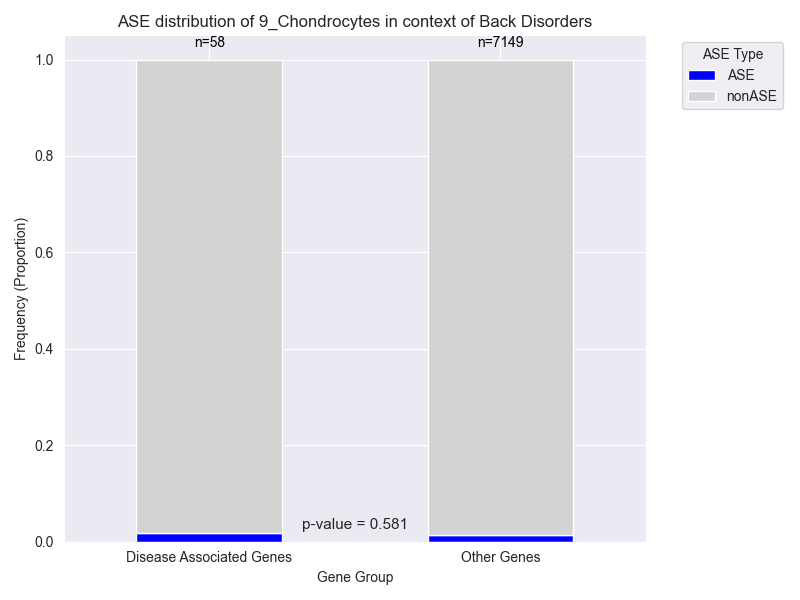 ASE distribution of 9_Chondrocytes in context of Back Disorders
n=58
n=7149
ASE Type
ASE
nonASE
1.0
0.8
0.6
0.4
0.2
0.0
Frequency (Proportion)
p-value = 0.581
Disease Associated Genes
Other Genes
Gene Group